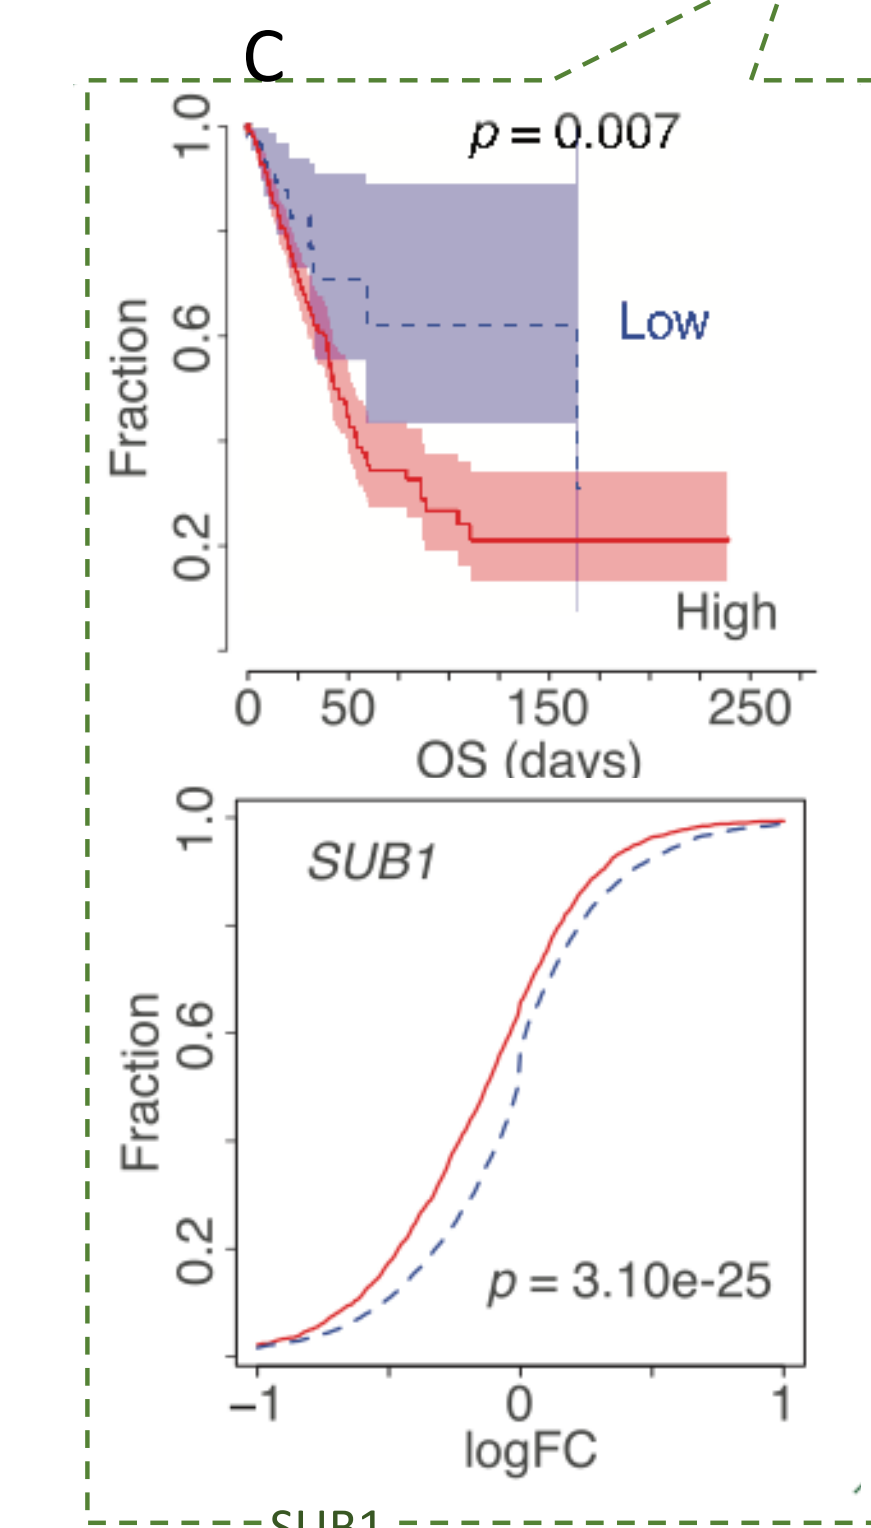 C
p = 0.007
1.0
0.6
0.2
Fraction
Low
High
0 50 150 250
OS (days)
SUB1
1.0
0.6
0.2
Fraction
p = 3.10e-25
−1 0 1
logFC
SUB1